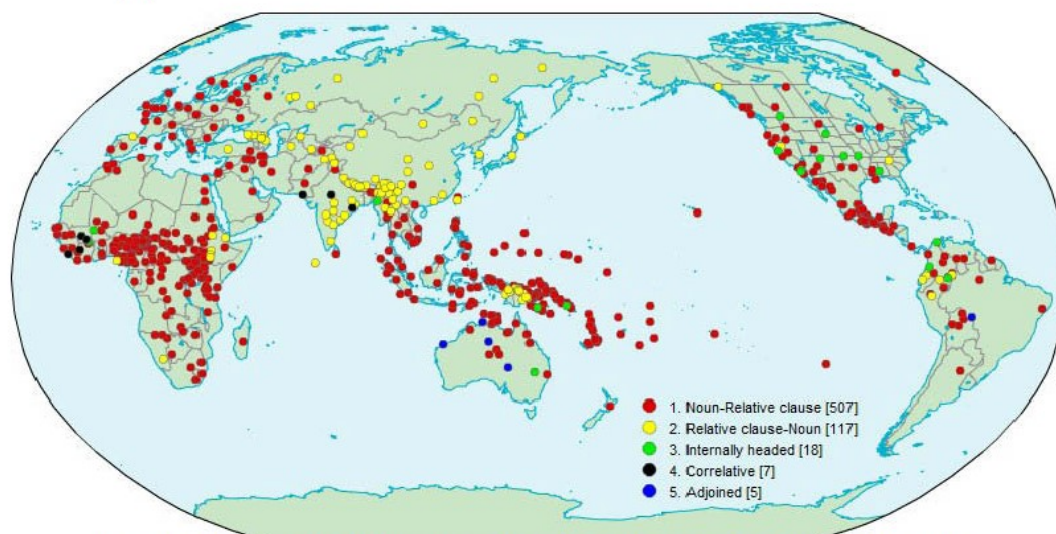 1. Noun-Relative clause [507]
2. Relative clause-Noun [117]
3. Internally headed [18]
4. Correlative [7]
5. Adjoined [5]